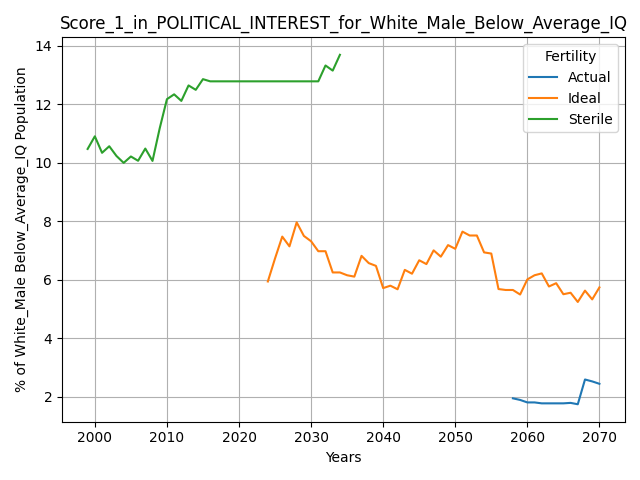 Score_1_in_POLITICAL_INTEREST_for_White_Male_Below_Average_IQ
% of White_Male Below_Average_IQ Population
14
12
10
8
6
4
2
Fertility
Actual
Ideal
Sterile
2000 2010 2020 2030 2040 2050 2060 2070
Years